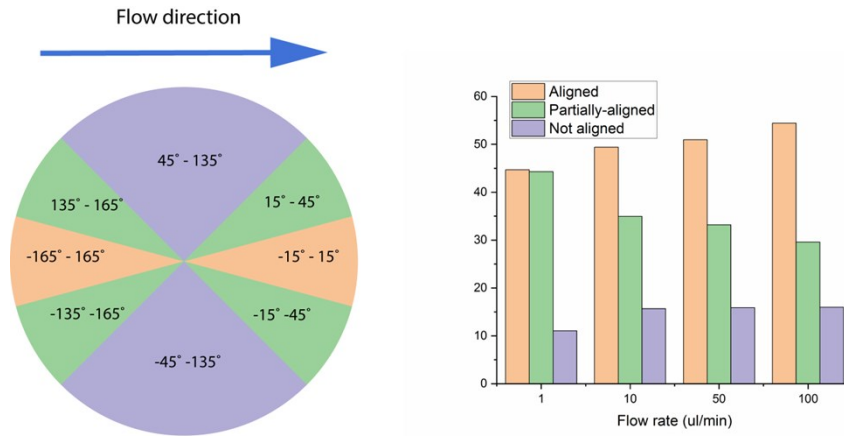 Flow direction
45° - 135°
135° - 165°
15° - 45°
-165° - 165°
-15° - 15°
-135° -165°
-15° -45°
-45° -135°
Aligned
Partially-aligned
Not aligned
60
50
40
30
20
10
0
1
10
50
100
Flow rate (ul/min)